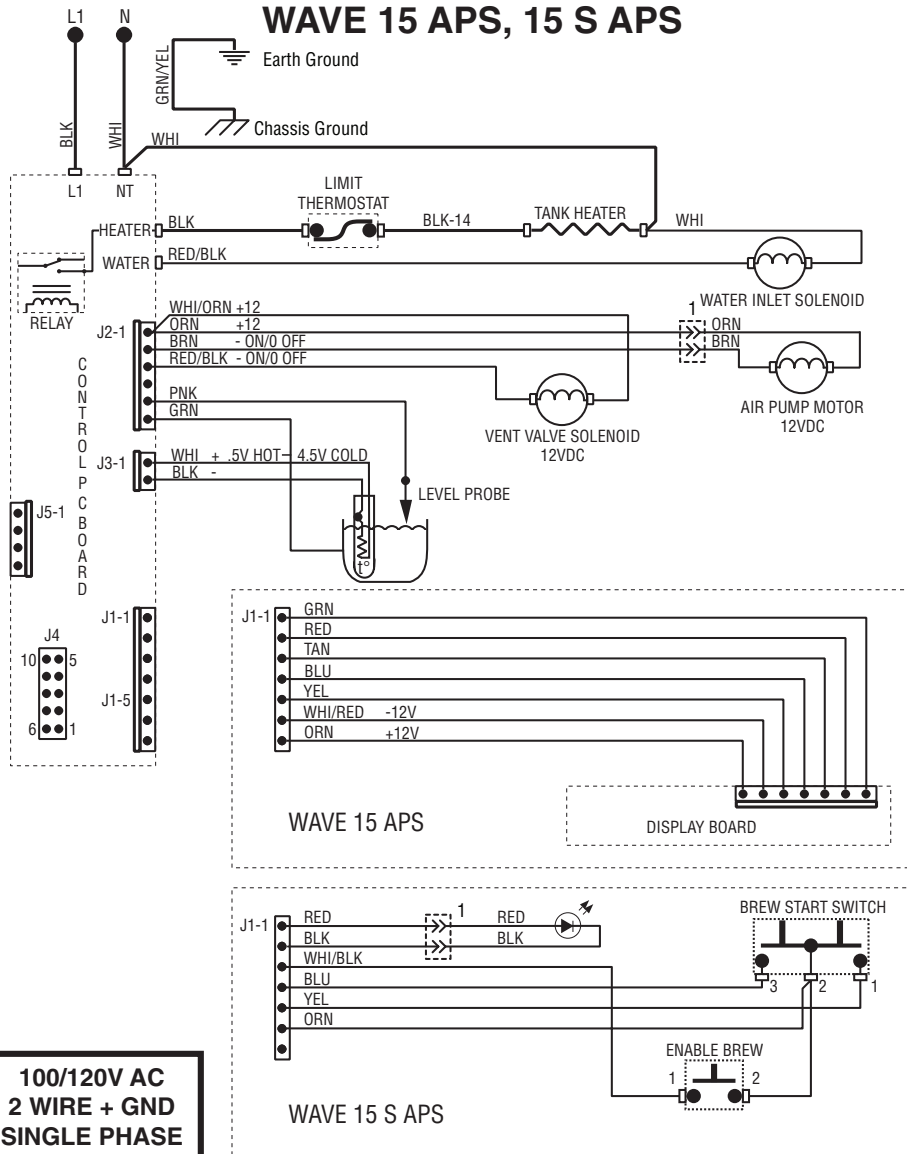 WAVE 15 APS, 15 S APS
L1 N
GRN/YEL
Earth Ground
Chassis Ground
BLK
WHI
WHI
L1 NT
LIMIT
THERMOSTAT
HEATER
BLK
BLK-14
TANK HEATER
WHI
WATER
RED/BLK
WATER INLET SOLENOID
RELAY
J2-1
WHI/ORN +12
ORN +12
BRN - ON/0 OFF
RED/BLK - ON/0 OFF
PNK
GRN
1
ORN
BRN
AIR PUMP MOTOR
12VDC
VENT VALVE SOLENOID
12VDC
CONTROL PC BOARD
J3-1
WHI + .5V HOT- 4.5V COLD
BLK -
LEVEL PROBE
t°
J5-1
J1-1
J1-5
J4
10 5
6 1
J1-1
GRN
RED
TAN
BLU
YEL
WHI/RED -12V
ORN +12V
WAVE 15 APS
DISPLAY BOARD
J1-1
RED
BLK
WHI/BLK
BLU
YEL
ORN
1
RED
BLK
BREW START SWITCH
3 2 1
ENABLE BREW
1 2
WAVE 15 S APS
100/120V AC
2 WIRE + GND
SINGLE PHASE